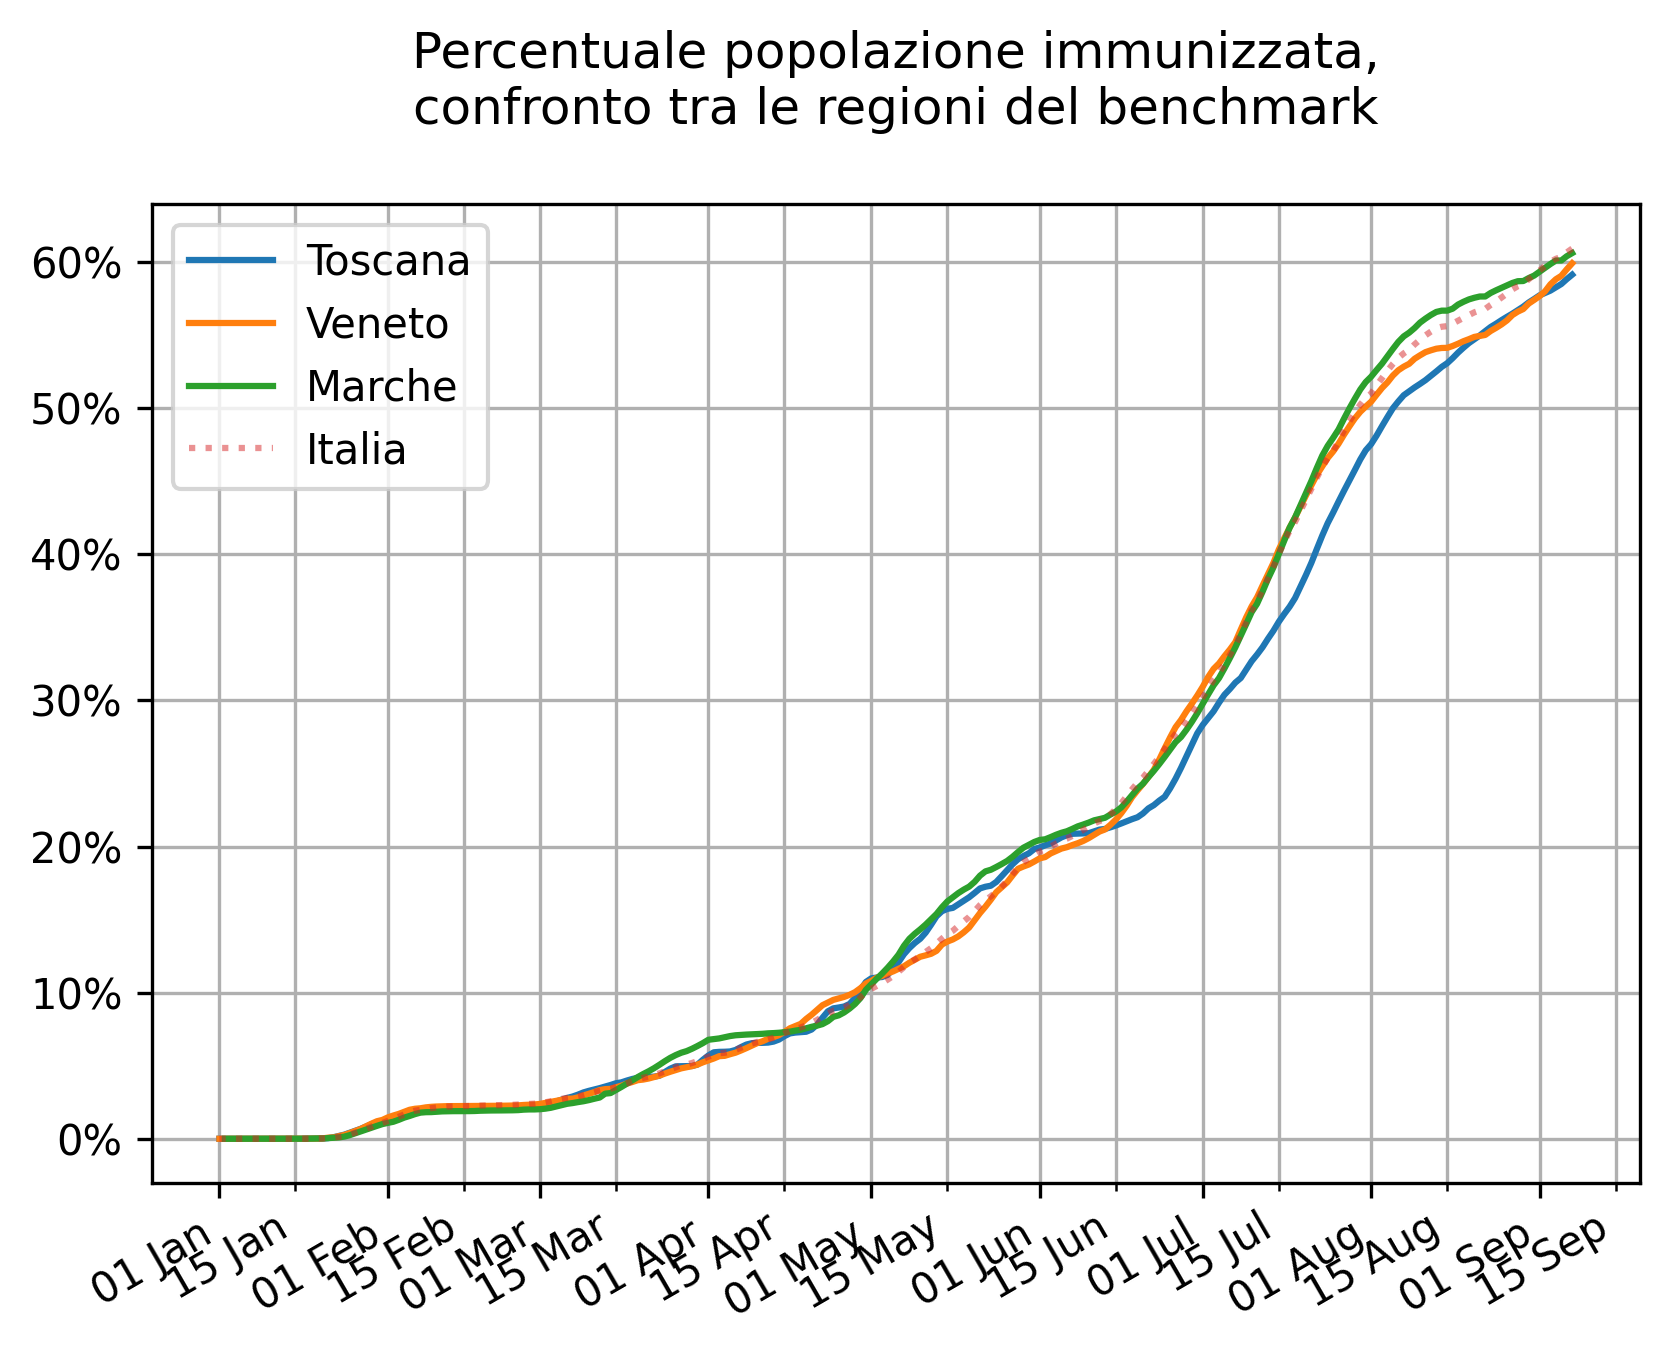 Percentuale popolazione immunizzata,
confronto tra le regioni del benchmark
Toscana
Veneto
Marche
Italia
60%
50%
40%
30%
20%
10%
0%
01 Jan
15 Jan
01 Feb
15 Feb
01 Mar
15 Mar
01 Apr
15 Apr
01 May
15 May
01 Jun
15 Jun
01 Jul
15 Jul
01 Aug
15 Aug
01 Sep
15 Sep